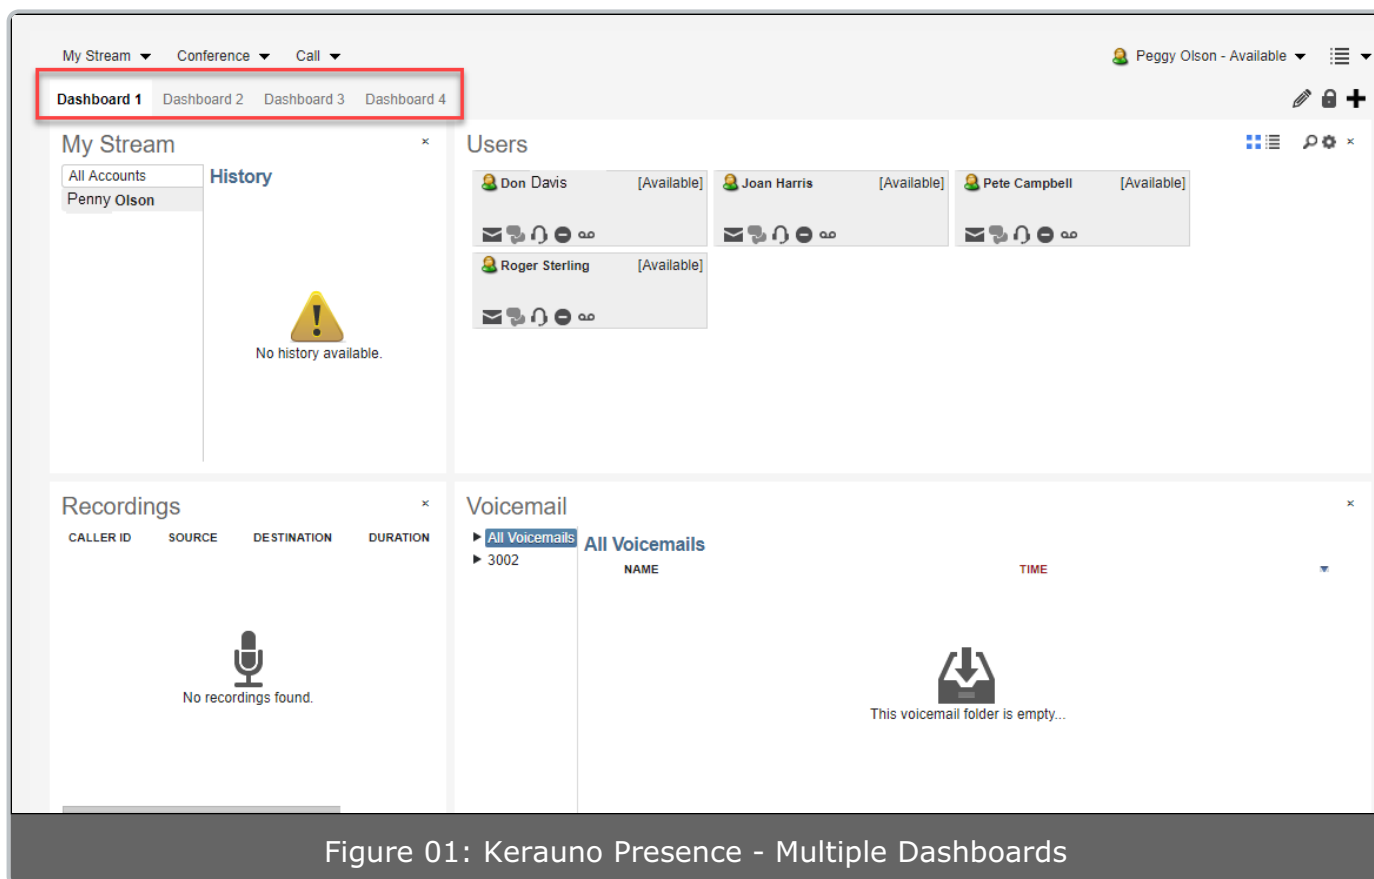 My Stream Conference Call Peggy Olson - Available
Dashboard 1 Dashboard 2 Dashboard 3 Dashboard 4
My Stream
All Accounts
Penny Olson
History
No history available.
Users
Don Davis [Available]
Joan Harris [Available]
Pete Campbell [Available]
Roger Sterling [Available]
Recordings
CALLER ID SOURCE DESTINATION DURATION
No recordings found.
Voicemail
All Voicemails
3002
All Voicemails
NAME TIME
This voicemail folder is empty...
Figure 01: Kerauno Presence - Multiple Dashboards